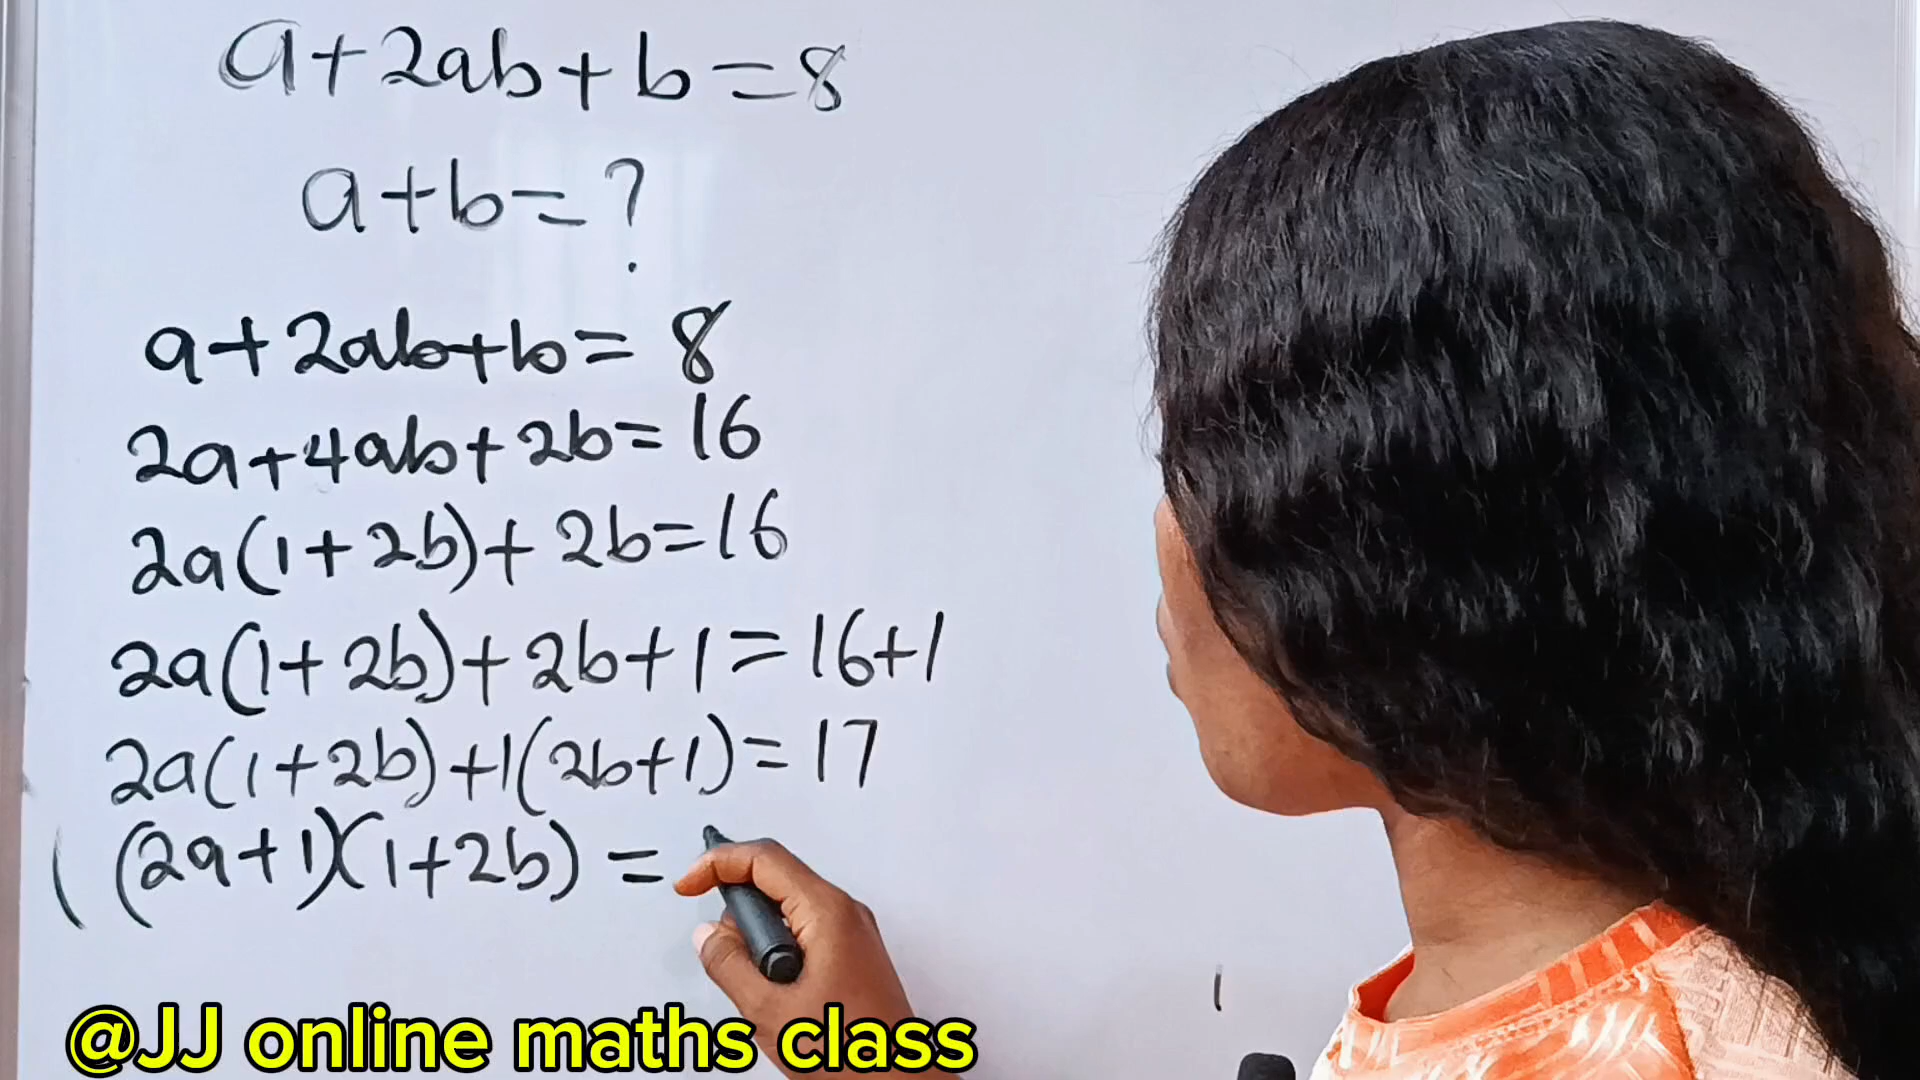 a+2ab+b=8
a+b=?
a+2ab+b=8
2a+4ab+2b=16
2a(1+2b)+2b=16
2a(1+2b)+2b+1=16+1
2a(1+2b)+1(2b+1)=17
(2a+1)(1+2b)=
@JJ online maths class